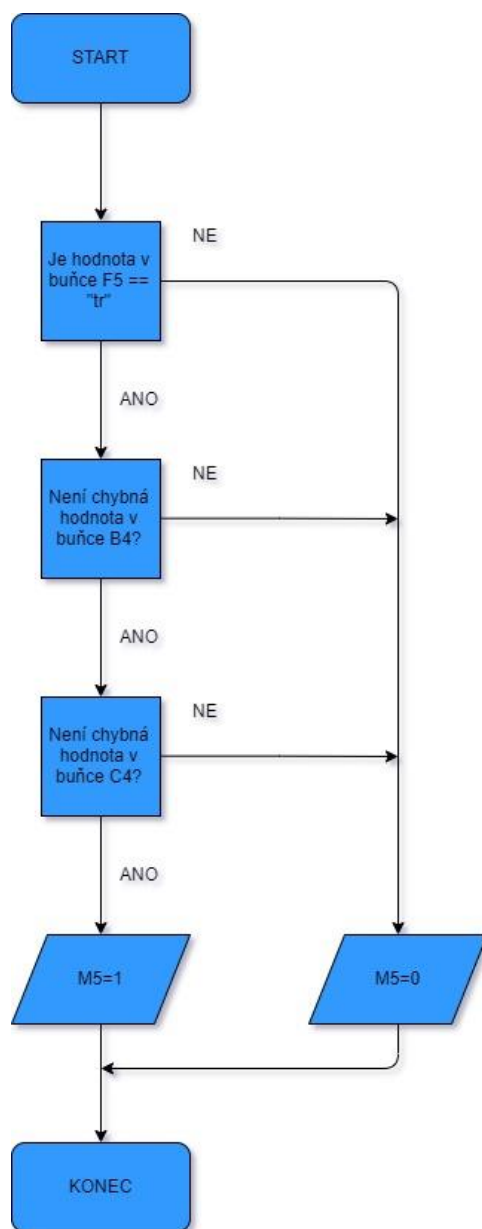 START
NE
Je hodnota v
buňce F5 ==
"tr"
ANO
NE
Není chybná
hodnota v
buňce B4?
ANO
NE
Není chybná
hodnota v
buňce C4?
ANO
M5=1
M5=0
KONEC